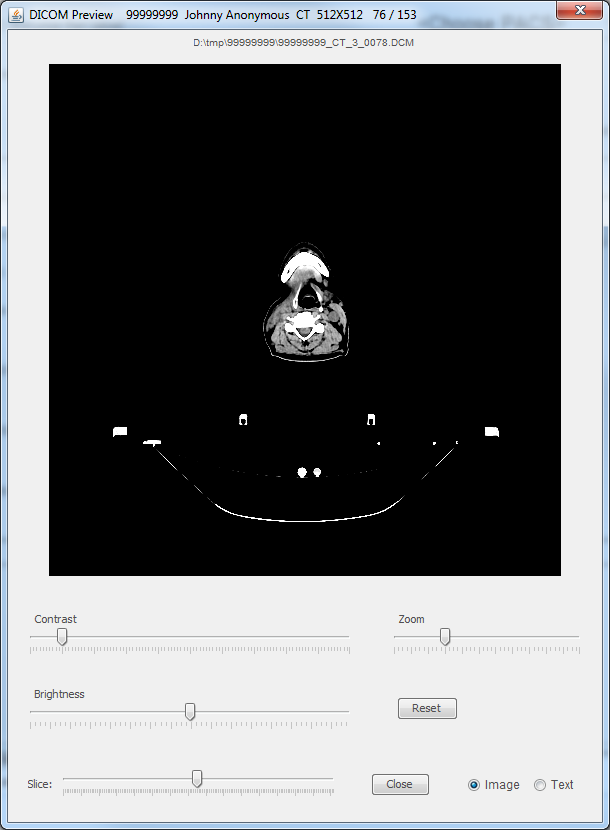 DICOM Preview 99999999 Johnny Anonymous CT 512X512 76 / 153
D:\tmp\99999999\99999999_CT_3_0078.DCM
Contrast
Zoom
Brightness
Reset
Slice:
Close
Image
Text